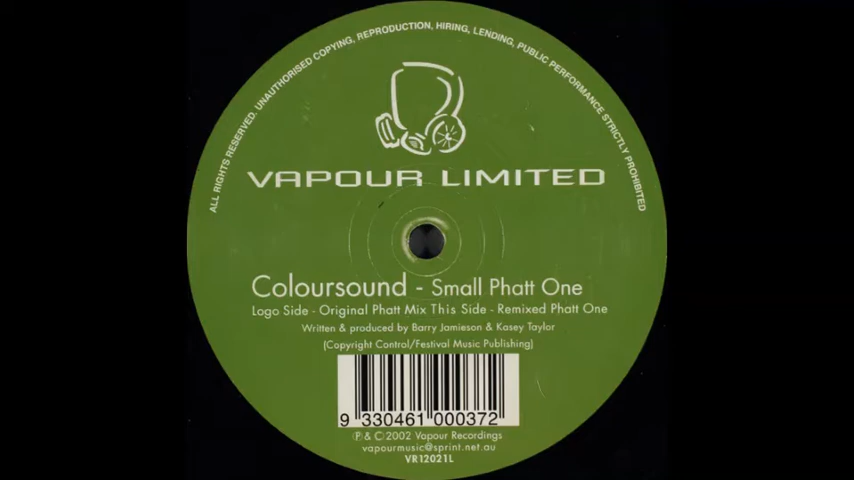 ALL RIGHTS RESERVED. UNAUTHORISED COPYING, REPRODUCTION, HIRING, LENDING, PUBLIC PERFORMANCE STRICTLY PROHIBITED
VAPOUR LIMITED
Coloursound - Small Phatt One
Logo Side - Original Phatt Mix This Side - Remixed Phatt One
Written & produced by Barry Jamieson & Kasey Taylor
(Copyright Control/Festival Music Publishing)
9 330461 000372
℗ & © 2002 Vapour Recordings
vapourmusic@sprint.net.au
VR12021L